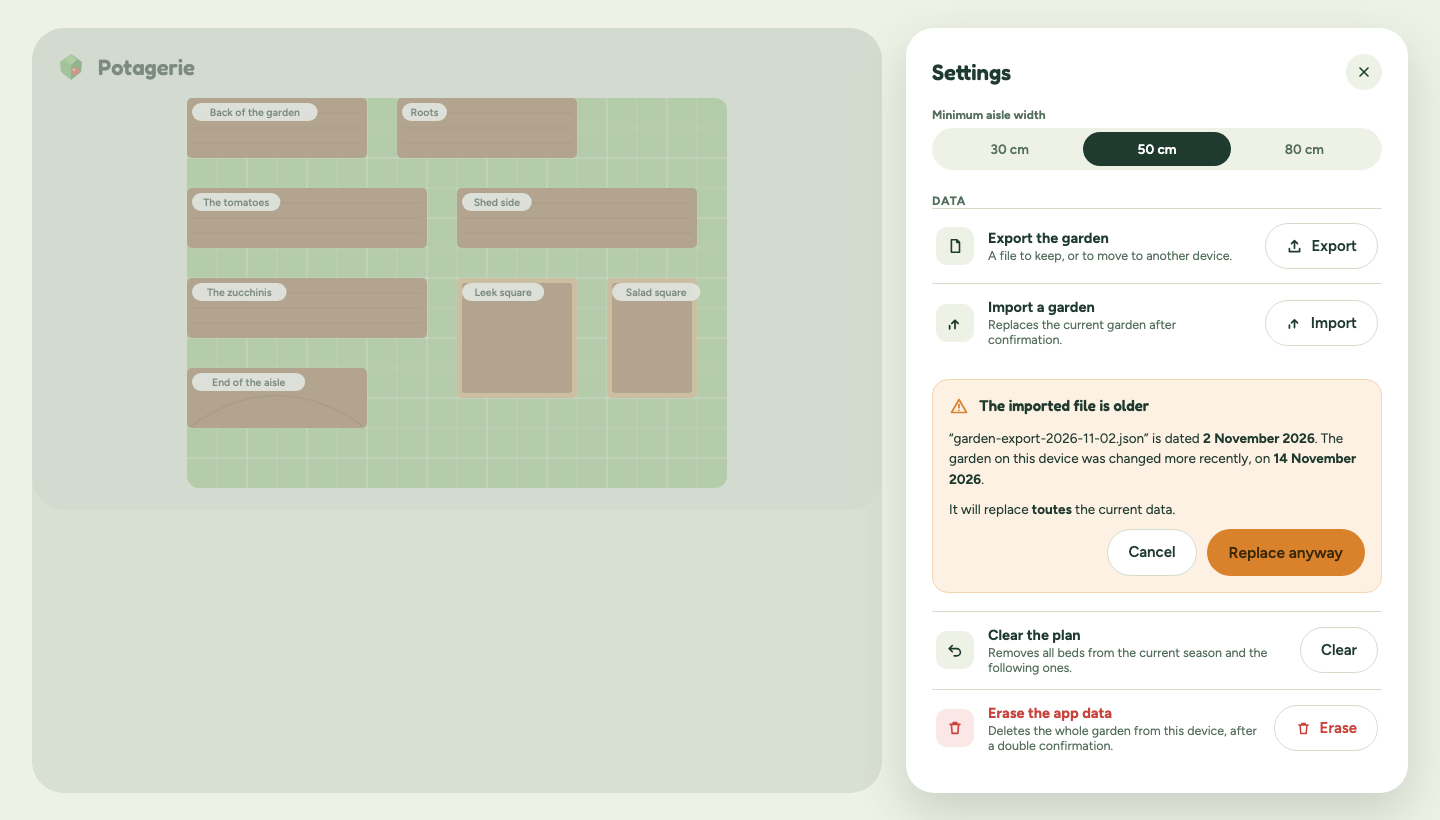 Potagerie
Back of the garden
Roots
The tomatoes
Shed side
The zucchinis
Leek square
Salad square
End of the aisle
Settings
Minimum aisle width
30 cm
50 cm
80 cm
DATA
Export the garden
A file to keep, or to move to another device.
Export
Import a garden
Replaces the current garden after
confirmation.
Import
The imported file is older
“garden-export-2026-11-02.json” is dated 2 November 2026. The
garden on this device was changed more recently, on 14 November
2026.
It will replace toutes the current data.
Cancel
Replace anyway
Clear the plan
Removes all beds from the current season and the
following ones.
Clear
Erase the app data
Deletes the whole garden from this device, after
a double confirmation.
Erase